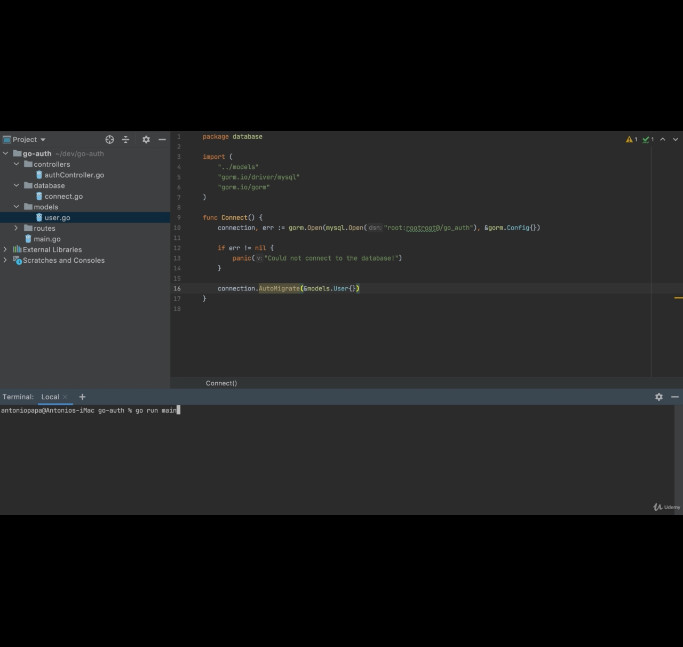 Project
go-auth ~/dev/go-auth
controllers
authController.go
database
connect.go
models
user.go
routes
main.go
External Libraries
Scratches and Consoles
1 package database
2
3 import (
4 "../models"
5 "gorm.io/driver/mysql"
6 "gorm.io/gorm"
7 )
8
9 func Connect() {
10 connection, err := gorm.Open(mysql.Open( dsn: "root:rootroot@/go_auth"), &gorm.Config{})
11
12 if err != nil {
13 panic( v: "Could not connect to the database!")
14 }
15
16 connection.AutoMigrate(&models.User{})
17 }
18
1 1
Connect()
Terminal: Local × +
antoniopapa@Antonios-iMac go-auth % go run main
Udemy